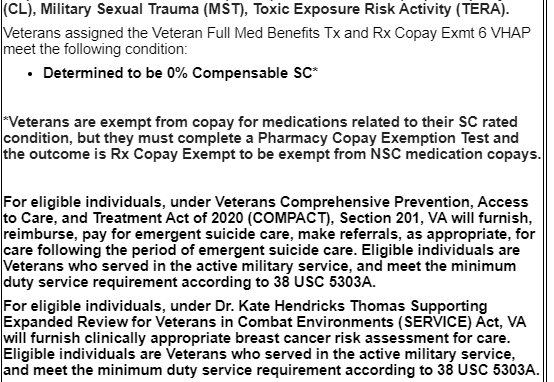 (CL), Military Sexual Trauma (MST), Toxic Exposure Risk Activity (TERA).
Veterans assigned the Veteran Full Med Benefits Tx and Rx Copay Exmt 6 VHAP
meet the following condition:
• Determined to be 0% Compensable SC*
*Veterans are exempt from copay for medications related to their SC rated
condition, but they must complete a Pharmacy Copay Exemption Test and
the outcome is Rx Copay Exempt to be exempt from NSC medication copays.
For eligible individuals, under Veterans Comprehensive Prevention, Access
to Care, and Treatment Act of 2020 (COMPACT), Section 201, VA will furnish,
reimburse, pay for emergent suicide care, make referrals, as appropriate, for
care following the period of emergent suicide care. Eligible individuals are
Veterans who served in the active military service, and meet the minimum
duty service requirement according to 38 USC 5303A.
For eligible individuals, under Dr. Kate Hendricks Thomas Supporting
Expanded Review for Veterans in Combat Environments (SERVICE) Act, VA
will furnish clinically appropriate breast cancer risk assessment for care.
Eligible individuals are Veterans who served in the active military service,
and meet the minimum duty service requirement according to 38 USC 5303A.